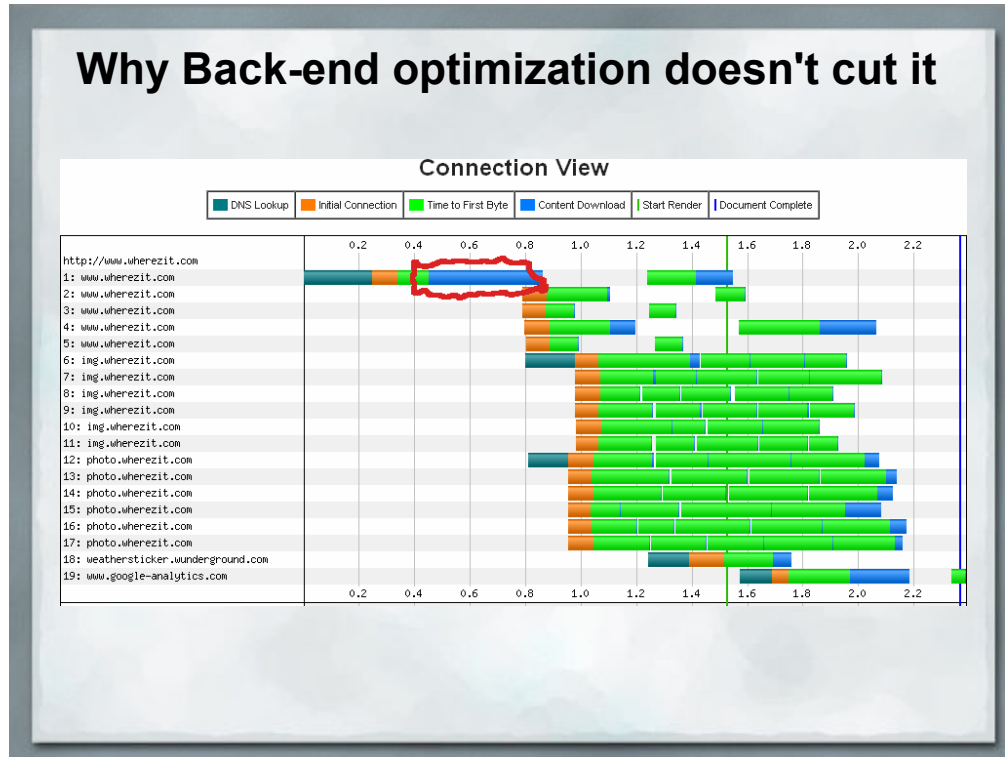 Why Back-end optimization doesn't cut it
Connection View
DNS Lookup Initial Connection Time to First Byte Content Download Start Render Document Complete
0.2 0.4 0.6 0.8 1.0 1.2 1.4 1.6 1.8 2.0 2.2
http://www.wherezit.com
1: www.wherezit.com
2: www.wherezit.com
3: www.wherezit.com
4: www.wherezit.com
5: www.wherezit.com
6: img.wherezit.com
7: img.wherezit.com
8: img.wherezit.com
9: img.wherezit.com
10: img.wherezit.com
11: img.wherezit.com
12: photo.wherezit.com
13: photo.wherezit.com
14: photo.wherezit.com
15: photo.wherezit.com
16: photo.wherezit.com
17: photo.wherezit.com
18: weathersticker.wunderground.com
19: www.google-analytics.com
0.2 0.4 0.6 0.8 1.0 1.2 1.4 1.6 1.8 2.0 2.2